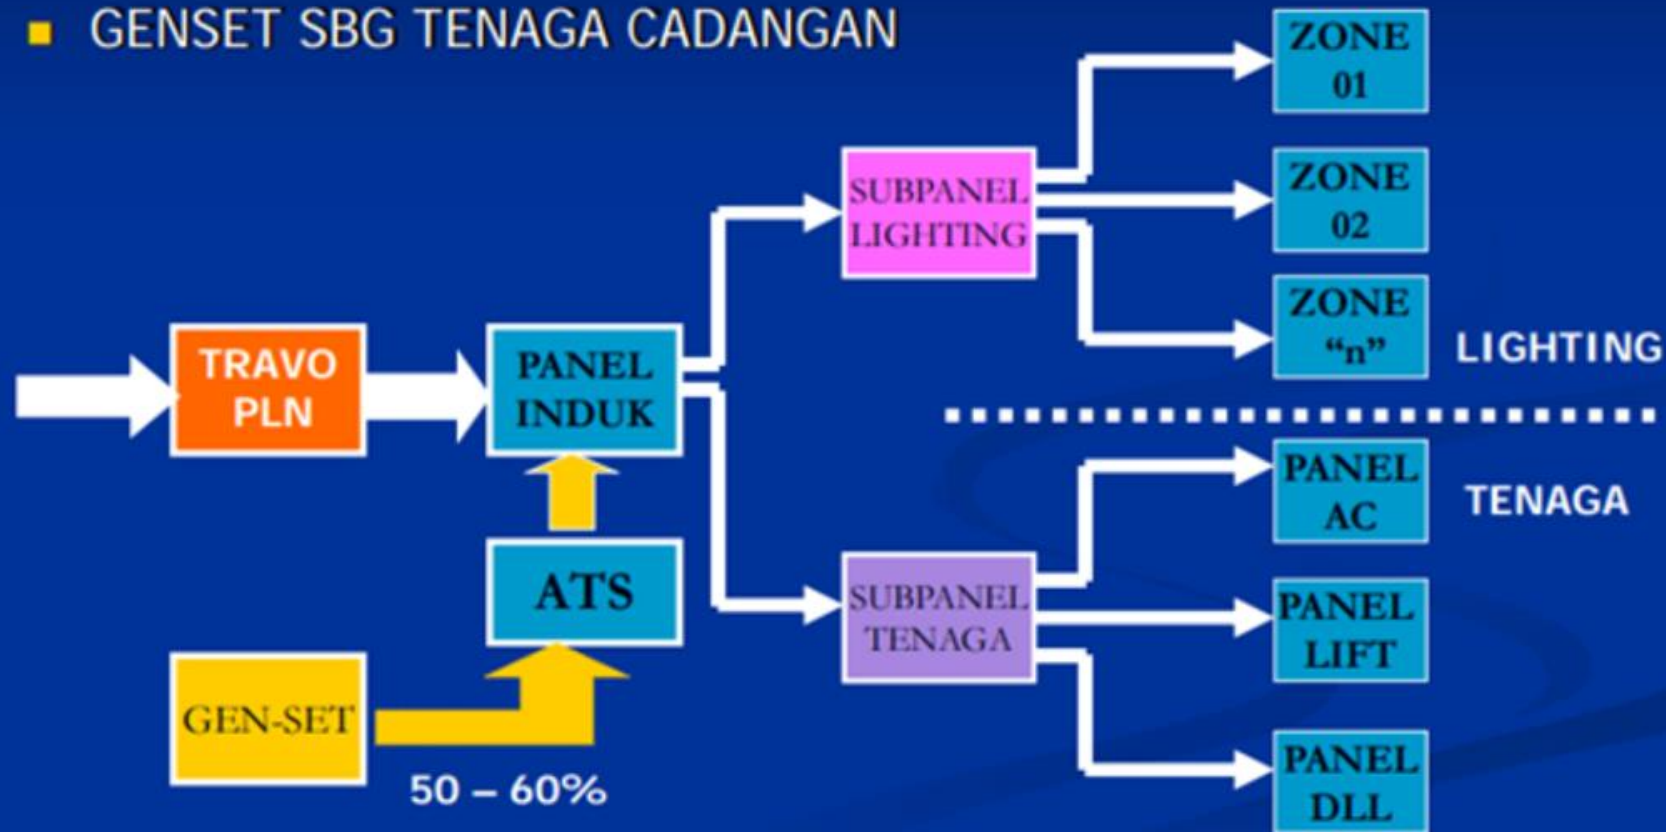 GENSET SBG TENAGA CADANGAN
ZONE
01
SUBPANEL
LIGHTING
ZONE
02
ZONE
“n”
LIGHTING
TRAVO
PLN
PANEL
INDUK
PANEL
AC
TENAGA
ATS
SUBPANEL
TENAGA
PANEL
LIFT
GEN-SET
50 – 60%
PANEL
DLL